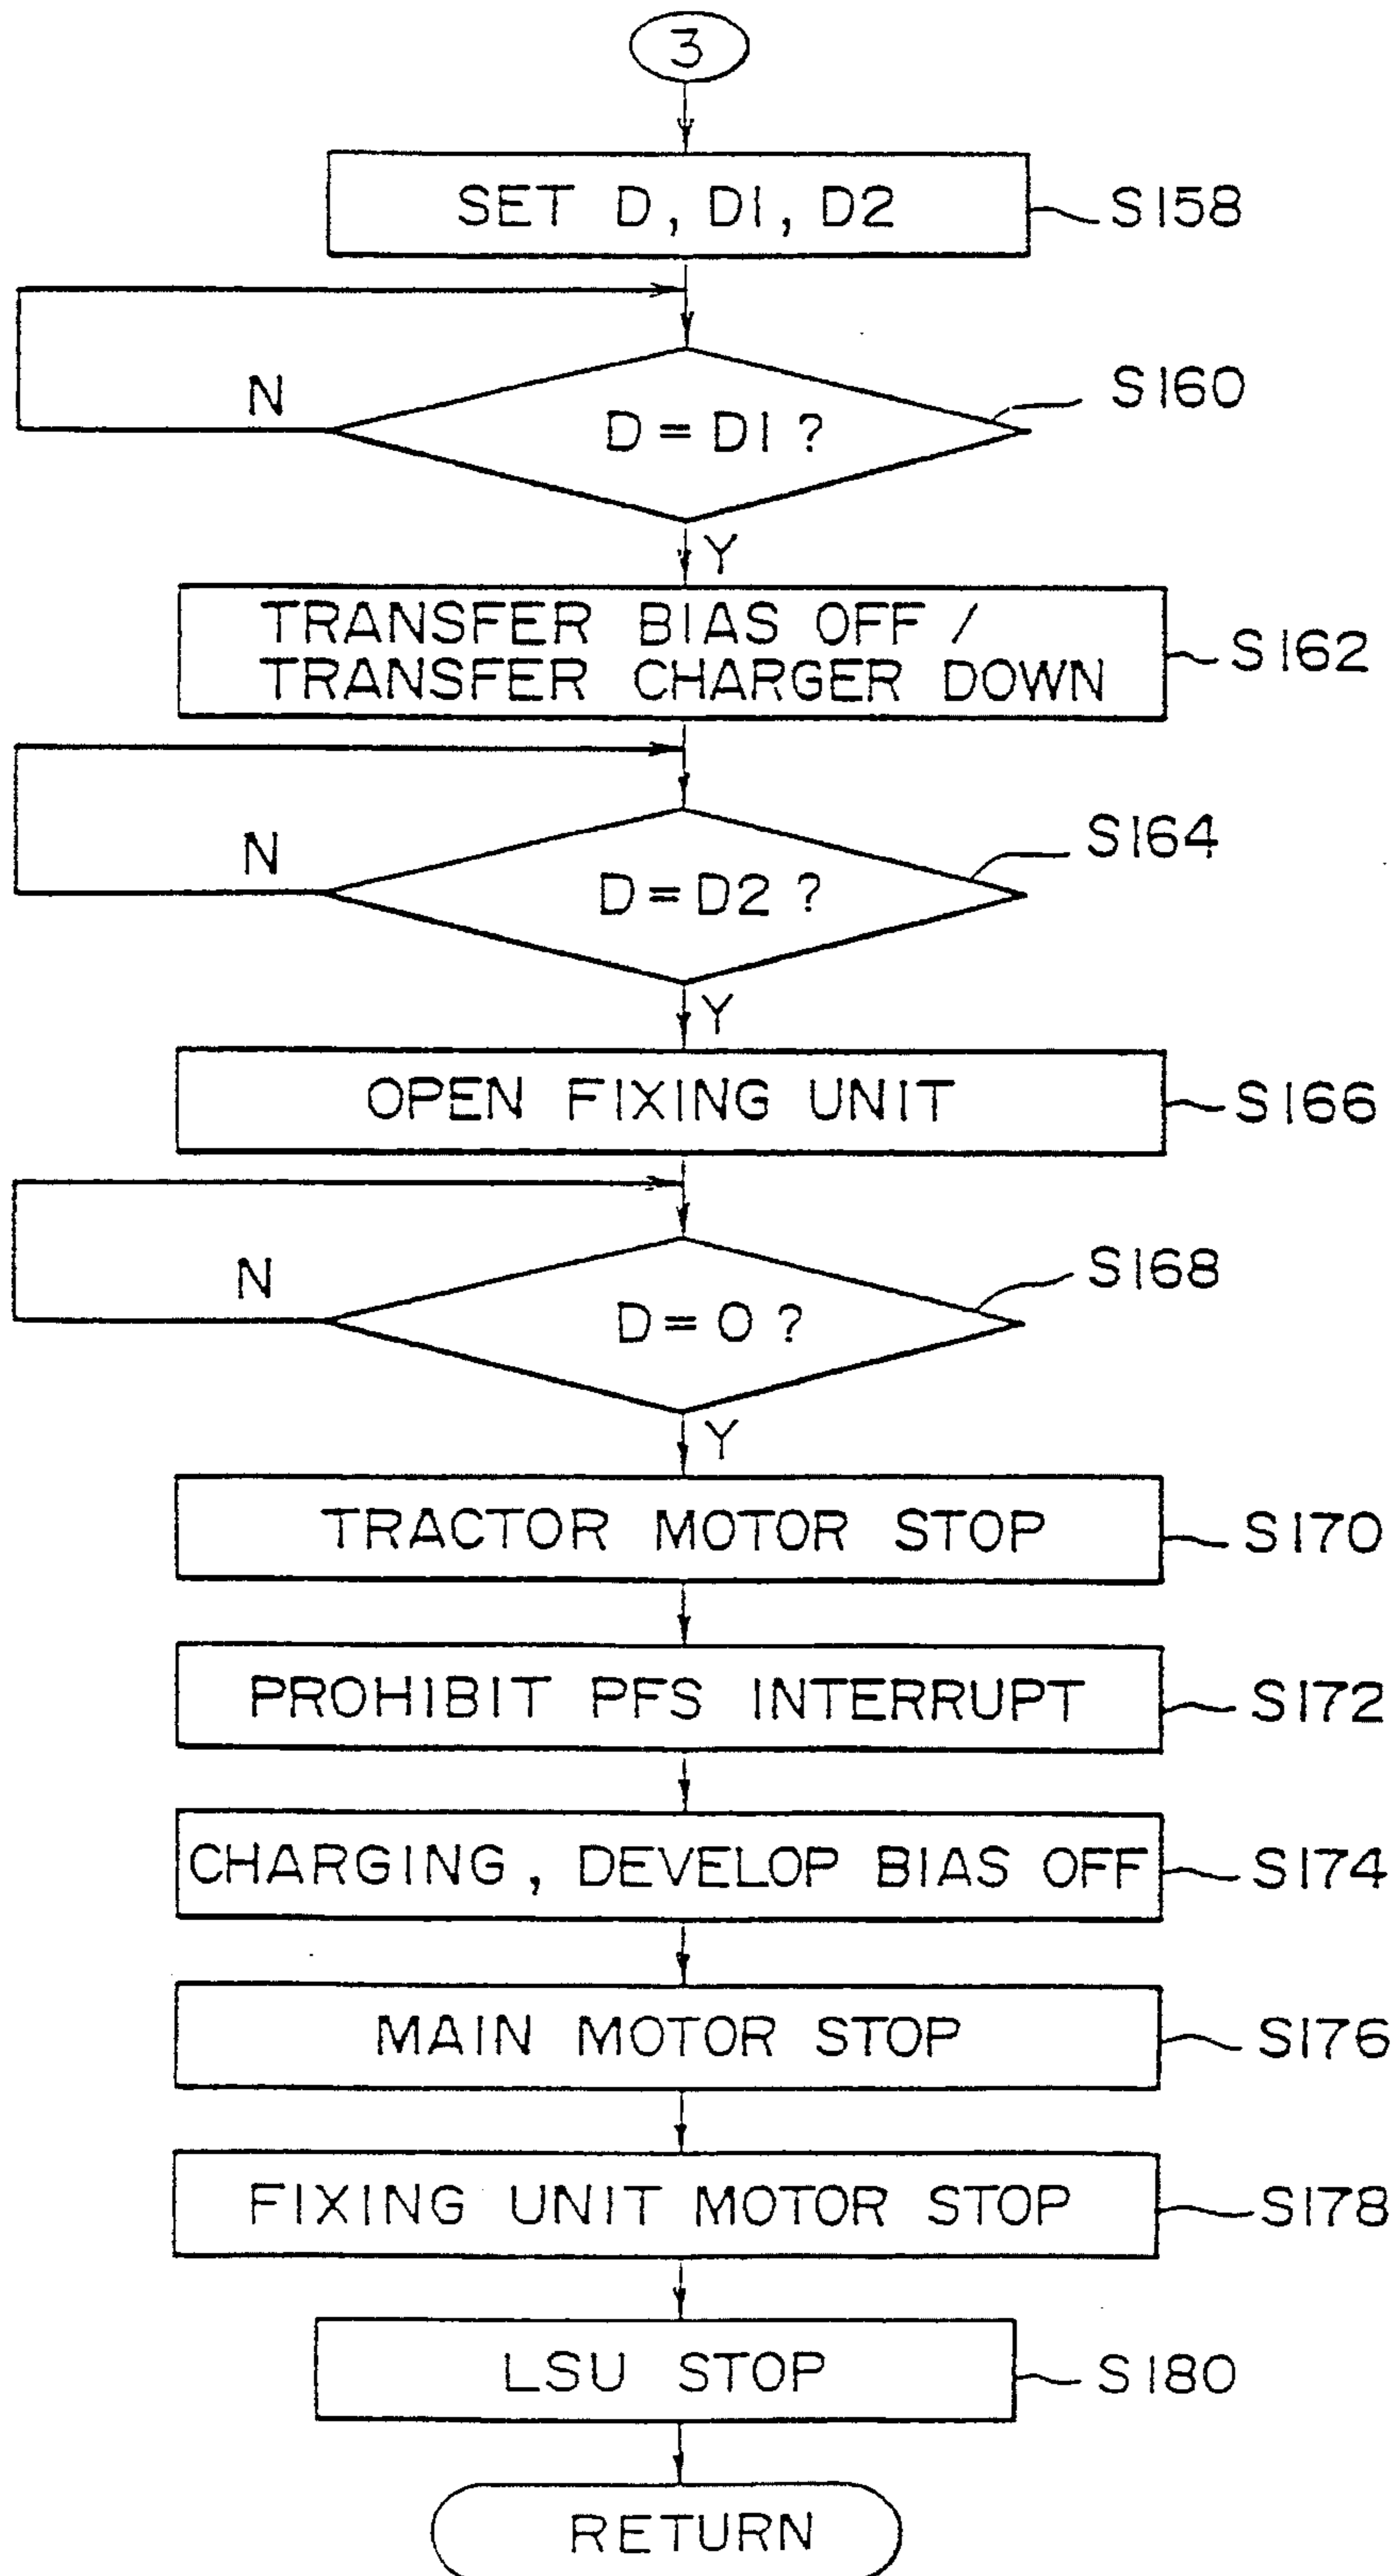 3
SET D, D1, D2
S158
N
D=D1?
S160
Y
TRANSFER BIAS OFF /
TRANSFER CHARGER DOWN
S162
N
D=D2?
S164
Y
OPEN FIXING UNIT
S166
N
D=0?
S168
Y
TRACTOR MOTOR STOP
S170
PROHIBIT PFS INTERRUPT
S172
CHARGING, DEVELOP BIAS OFF
S174
MAIN MOTOR STOP
S176
FIXING UNIT MOTOR STOP
S178
LSU STOP
S180
RETURN